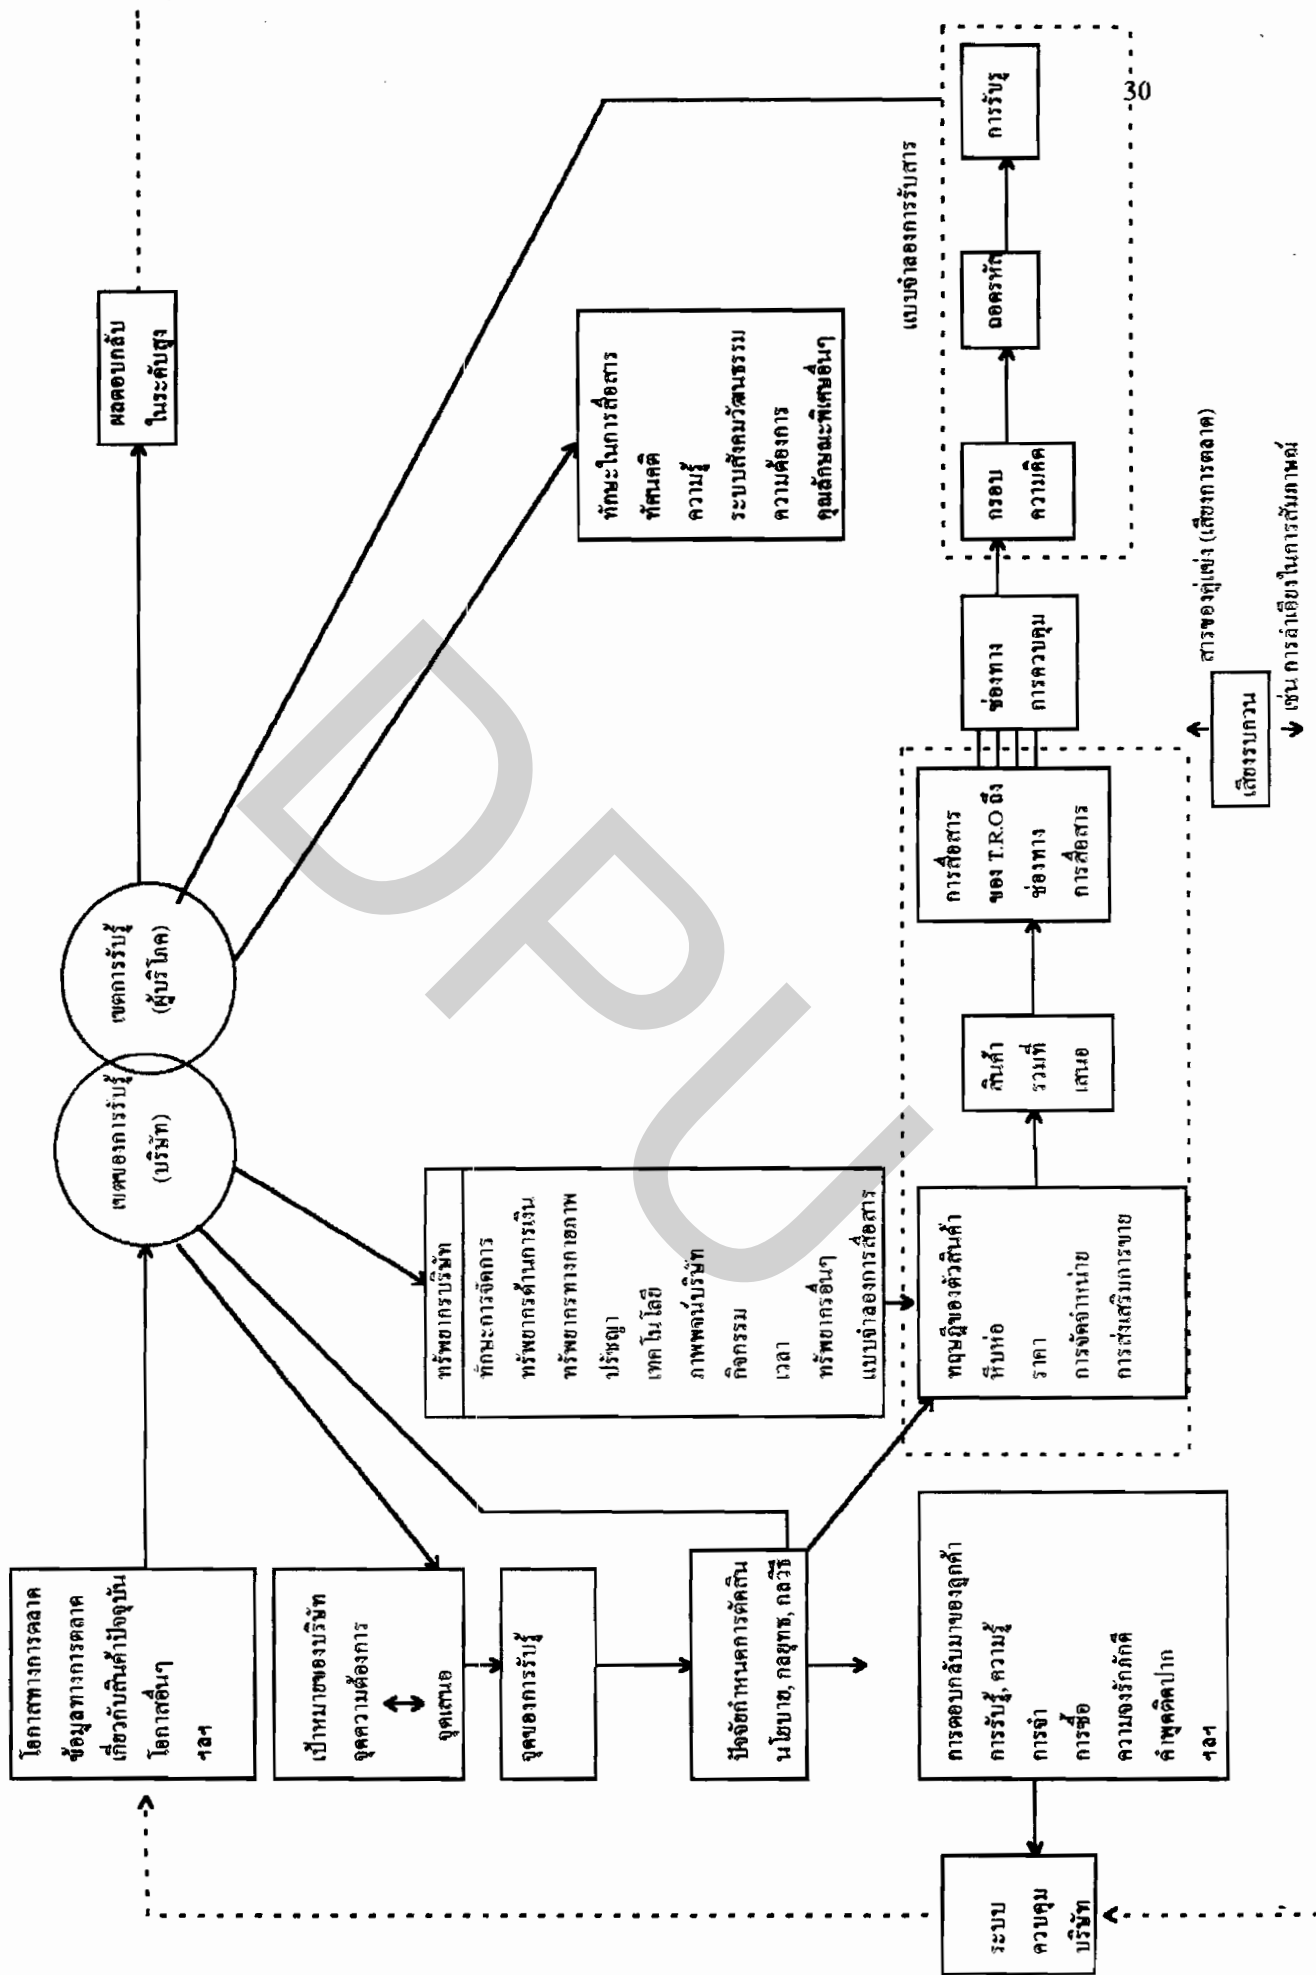 30
โอกาสทางการตลาด
ข้อมูลทางการตลาด
เกี่ยวกับสินค้าปัจจุบัน
โอกาสอื่นๆ
ฯลฯ
เขตของการรับรู้
(บริษัท)
เขตการรับรู้
(ผู้บริโภค)
ผลตอบกลับ
ในระดับสูง
เป้าหมายของบริษัท
จุดความต้องการ
จุดเสนอ
จุดของการรับรู้
ปัจจัยกำหนดการตัดสิน
นโยบาย, กลยุทธ, กลวิธี
ทรัพยากรบริษัท
ทักษะการจัดการ
ทรัพยากรด้านการเงิน
ทรัพยากรทางกายภาพ
ปรัชญา
เทคโนโลยี
ภาพพจน์บริษัท
กิจกรรม
เวลา
ทรัพยากรอื่นๆ
แบบจำลองการสื่อสาร
ทักษะในการสื่อสาร
ทัศนคติ
ความรู้
ระบบสังคมวัฒนธรรม
ความต้องการ
คุณลักษณะพิเศษอื่นๆ
แบบจำลองการรับสาร
ระบบ
ควบคุม
บริษัท
การตอบกลับมาของลูกค้า
การรับรู้, ความรู้
การจำ
การซื้อ
ความจงรักภักดี
คำพูดติดปาก
ฯลฯ
ทฤษฎีของตัวสินค้า
หีบห่อ
ราคา
การจัดจำหน่าย
การส่งเสริมการขาย
สินค้า
รวมที่
เสนอ
การสื่อสาร
ของ T.R.O ถึง
ช่องทาง
การสื่อสาร
ช่องทาง
การควบคุม
กรอบ
ความคิด
ถอดรหัส
การรับรู้
สารของคู่แข่ง (เสียงการตลาด)
เสียงรบกวน
เช่น การลำเอียงในการสัมภาษณ์
DPU